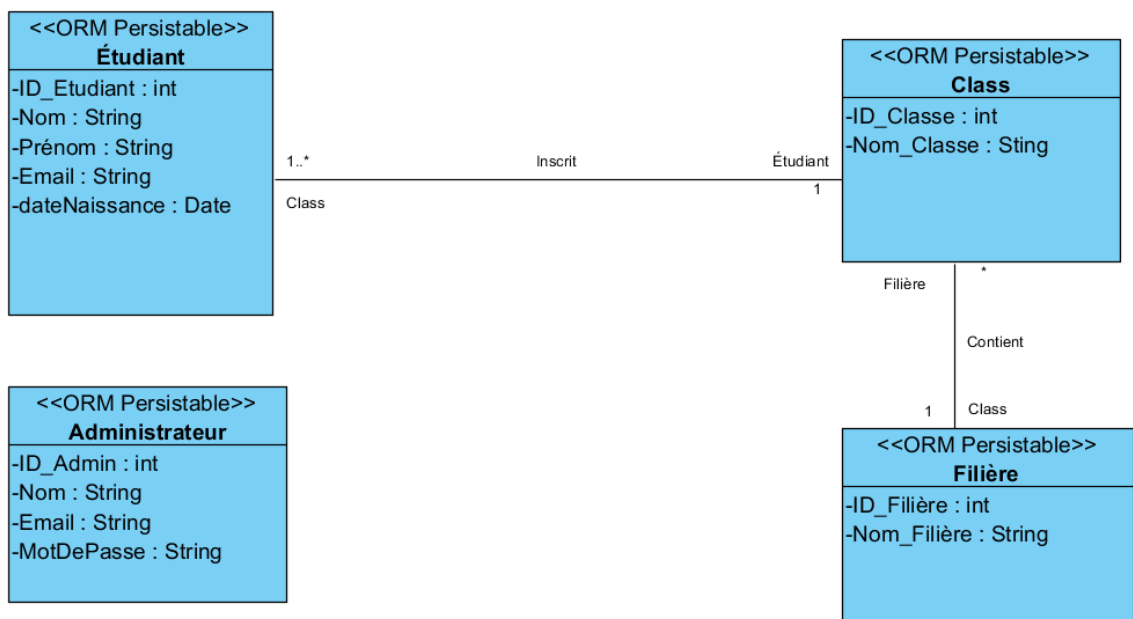 <<ORM Persistable>>
Étudiant
-ID_Etudiant : int
-Nom : String
-Prénom : String
-Email : String
-dateNaissance : Date
1..*
Inscrit
Étudiant
Class
1
<<ORM Persistable>>
Class
-ID_Classe : int
-Nom_Classe : Sting
Filière
*
Contient
1
Class
<<ORM Persistable>>
Administrateur
-ID_Admin : int
-Nom : String
-Email : String
-MotDePasse : String
<<ORM Persistable>>
Filière
-ID_Filière : int
-Nom_Filière : String